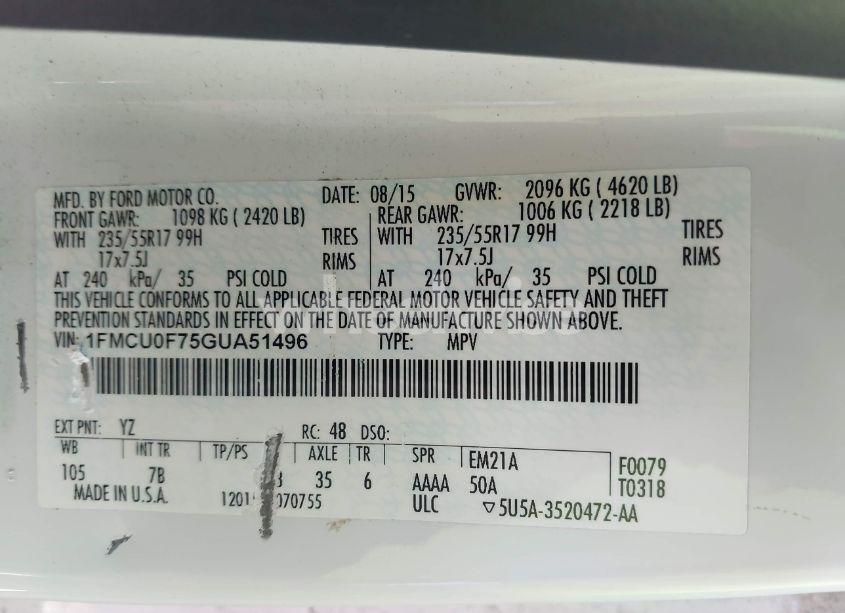 MFD. BY FORD MOTOR CO. DATE: 08/15 GVWR: 2096 KG ( 4620 LB)
FRONT GAWR: 1098 KG ( 2420 LB) REAR GAWR: 1006 KG ( 2218 LB)
WITH 235/55R17 99H TIRES WITH 235/55R17 99H TIRES
17x7.5J RIMS 17x7.5J RIMS
AT 240 kPa/ 35 PSI COLD AT 240 kPa/ 35 PSI COLD
THIS VEHICLE CONFORMS TO ALL APPLICABLE FEDERAL MOTOR VEHICLE SAFETY AND THEFT
PREVENTION STANDARDS IN EFFECT ON THE DATE OF MANUFACTURE SHOWN ABOVE.
VIN: 1FMCU0F75GUA51496 TYPE: MPV
EXT PNT: YZ RC: 48 DSO:
WB INT TR TP/PS AXLE TR SPR EM21A F0079
105 7B 35 6 AAAA 50A T0318
MADE IN U.S.A. ULC ▽5U5A-3520472-AA